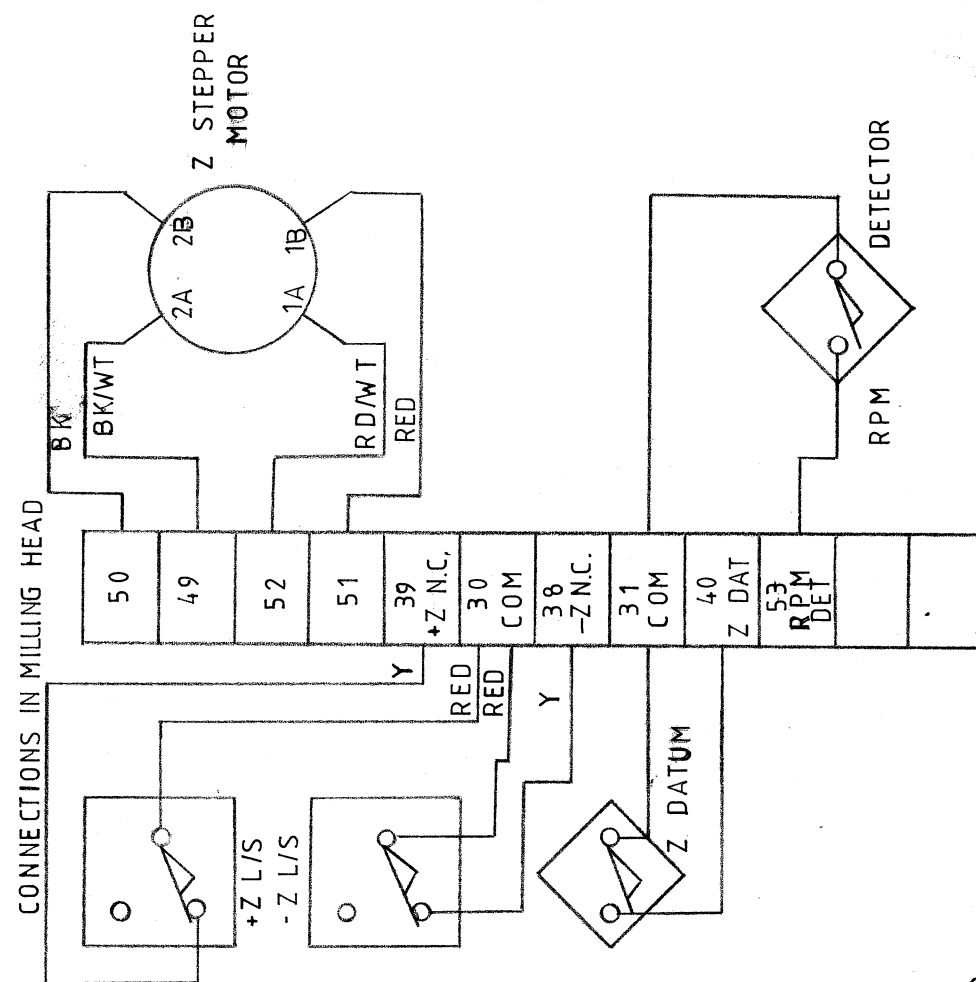 CONNECTIONS IN MILLING HEAD
BK
BK/WT
RD/WT
RED
2A
2B
1A
1B
Z STEPPER
MOTOR
50
49
52
51
39
+Z N.C,
30
COM
38
-Z N.C.
31
COM
40
Z DAT
53
RPM
DET
Y
RED
RED
Y
+Z L/S
- Z L/S
Z DATUM
RPM
DETECTOR